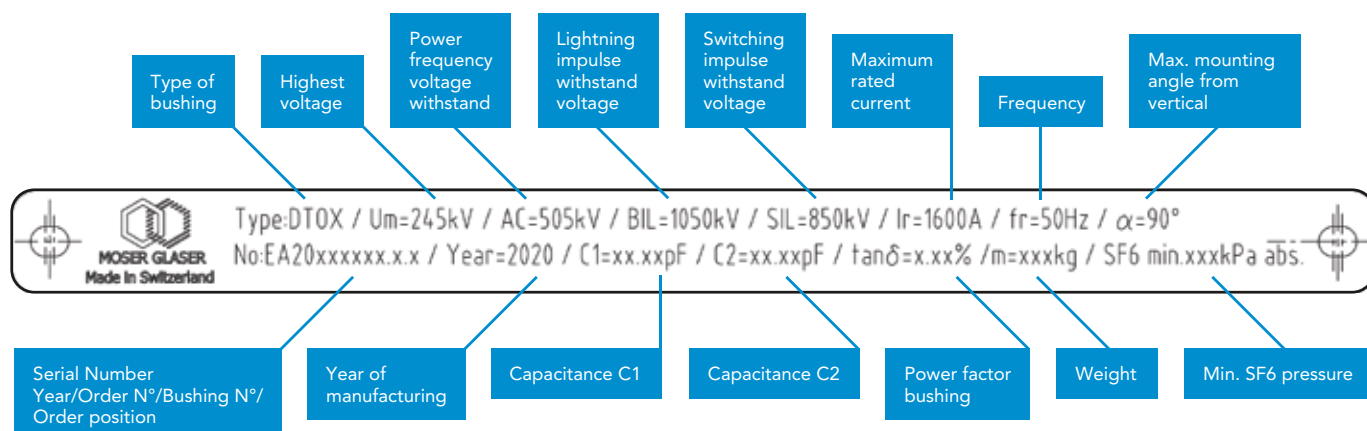 Type of
bushing
Highest
voltage
Power
frequency
voltage
withstand
Lightning
impulse
withstand
voltage
Switching
impulse
withstand
voltage
Maximum
rated
current
Frequency
Max. mounting
angle from
vertical
MOSER GLASER
Made in Switzerland
Type:DTOX / Um=245kV / AC=505kV / BIL=1050kV / SIL=850kV / Ir=1600A / fr=50Hz / α=90°
No:EA20xxxxxx.x.x / Year=2020 / C1=xx.xxpF / C2=xx.xxpF / tanδ=x.xx% /m=xxxkg / SF6 min.xxxkPa abs.
Serial Number
Year/Order N°/Bushing N°/
Order position
Year of
manufacturing
Capacitance C1
Capacitance C2
Power factor
bushing
Weight
Min. SF6 pressure